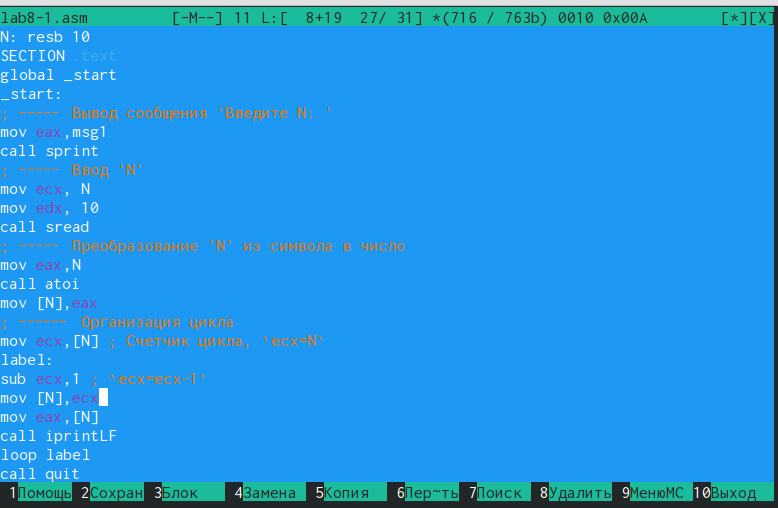 lab8-1.asm [-M--] 11 L:[ 8+19 27/ 31] *(716 / 763b) 0010 0x00A [*][X]
N: resb 10
SECTION .text
global _start
_start:
; ----- Вывод сообщения 'Введите N: '
mov eax,msg1
call sprint
; ----- Ввод 'N'
mov ecx, N
mov edx, 10
call sread
; ----- Преобразование 'N' из символа в число
mov eax,N
call atoi
mov [N],eax
; ------ Организация цикла
mov ecx,[N] ; Счетчик цикла, `ecx=N`
label:
sub ecx,1 ; `ecx=ecx-1`
mov [N],ecx
mov eax,[N]
call iprintLF
loop label
call quit
1Помощь 2Сохран 3Блок 4Замена 5Копия 6Пер~ть 7Поиск 8Удалить 9МенюМС 10Выход